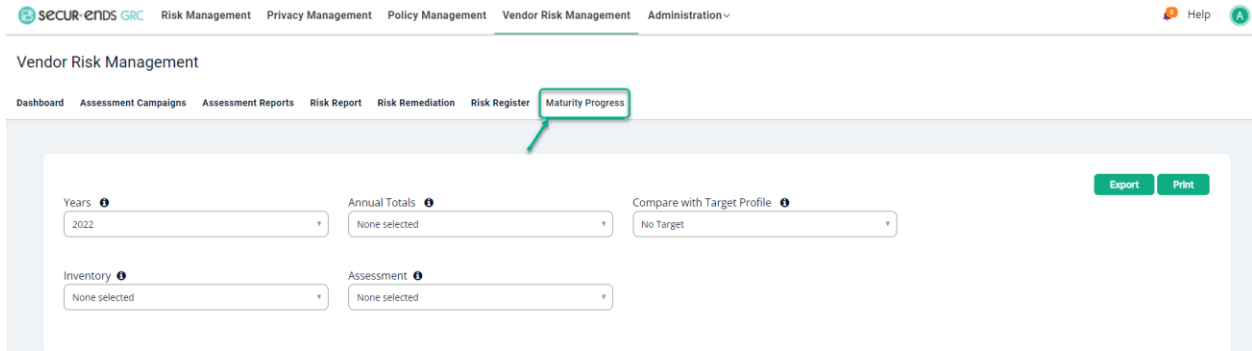 SECUR·ENDS GRC Risk Management Privacy Management Policy Management Vendor Risk Management Administration 0 Help A
Vendor Risk Management
Dashboard Assessment Campaigns Assessment Reports Risk Report Risk Remediation Risk Register Maturity Progress
Export Print
Years Annual Totals Compare with Target Profile
2022 None selected No Target
Inventory Assessment
None selected None selected